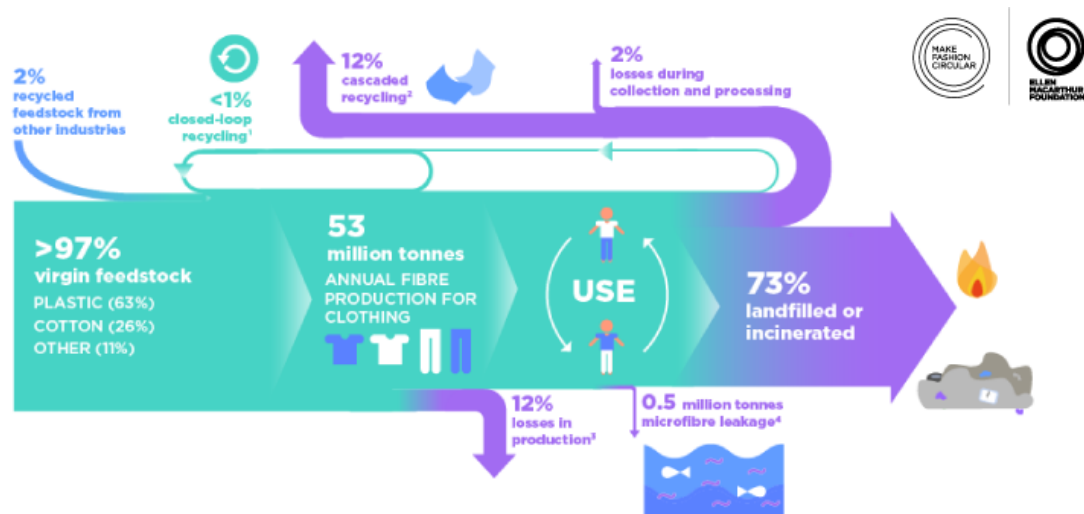 2%
recycled
feedstock from
other industries
<1%
closed-loop
recycling¹
12%
cascaded
recycling²
2%
losses during
collection and processing
MAKE
FASHION
CIRCULAR
ELLEN
MACARTHUR
FOUNDATION
>97%
virgin feedstock
PLASTIC (63%)
COTTON (26%)
OTHER (11%)
53
million tonnes
ANNUAL FIBRE
PRODUCTION FOR
CLOTHING
USE
73%
landfilled or
incinerated
12%
losses in
production³
0.5 million tonnes
microfibre leakage⁴